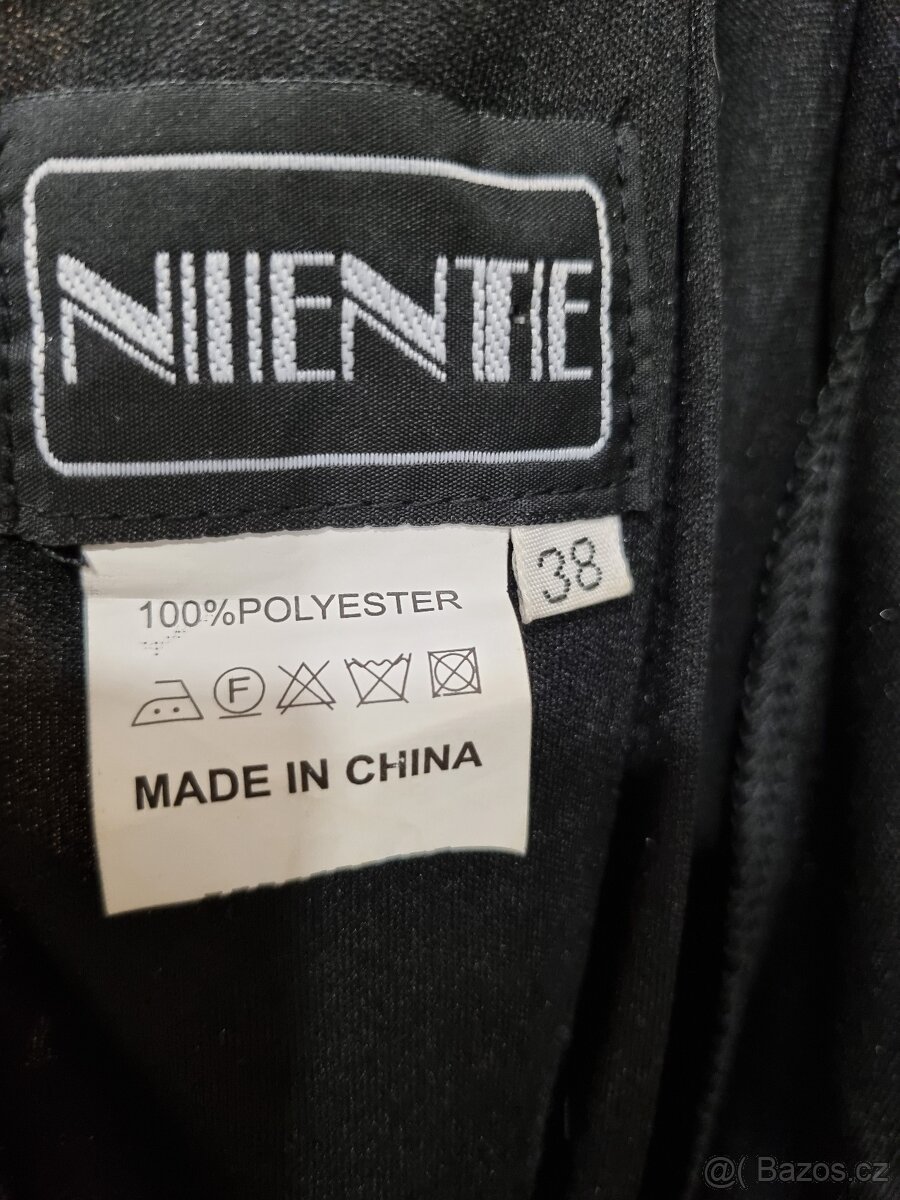 NIENTE
38
100%POLYESTER
F
MADE IN CHINA
@( Bazos.cz